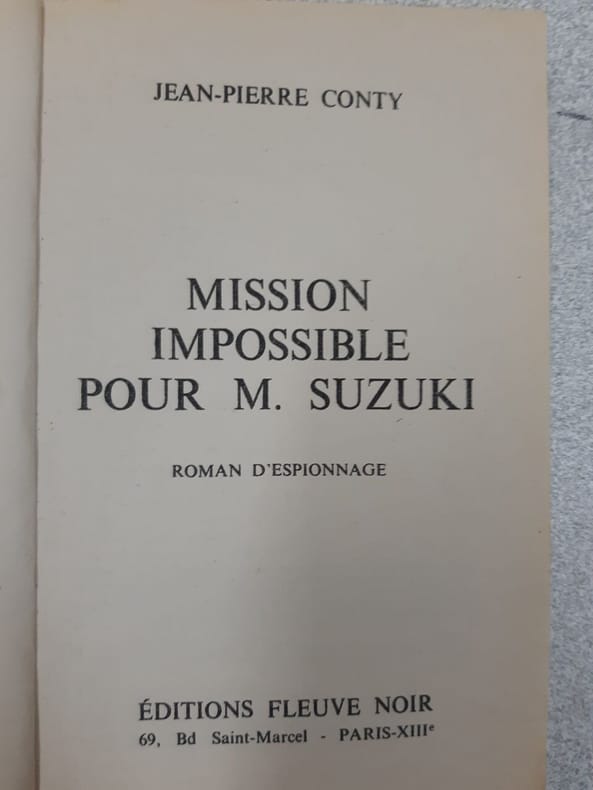 JEAN-PIERRE CONTY
MISSION
IMPOSSIBLE
POUR M. SUZUKI
ROMAN D'ESPIONNAGE
ÉDITIONS FLEUVE NOIR
69, Bd Saint-Marcel - PARIS-XIIIe